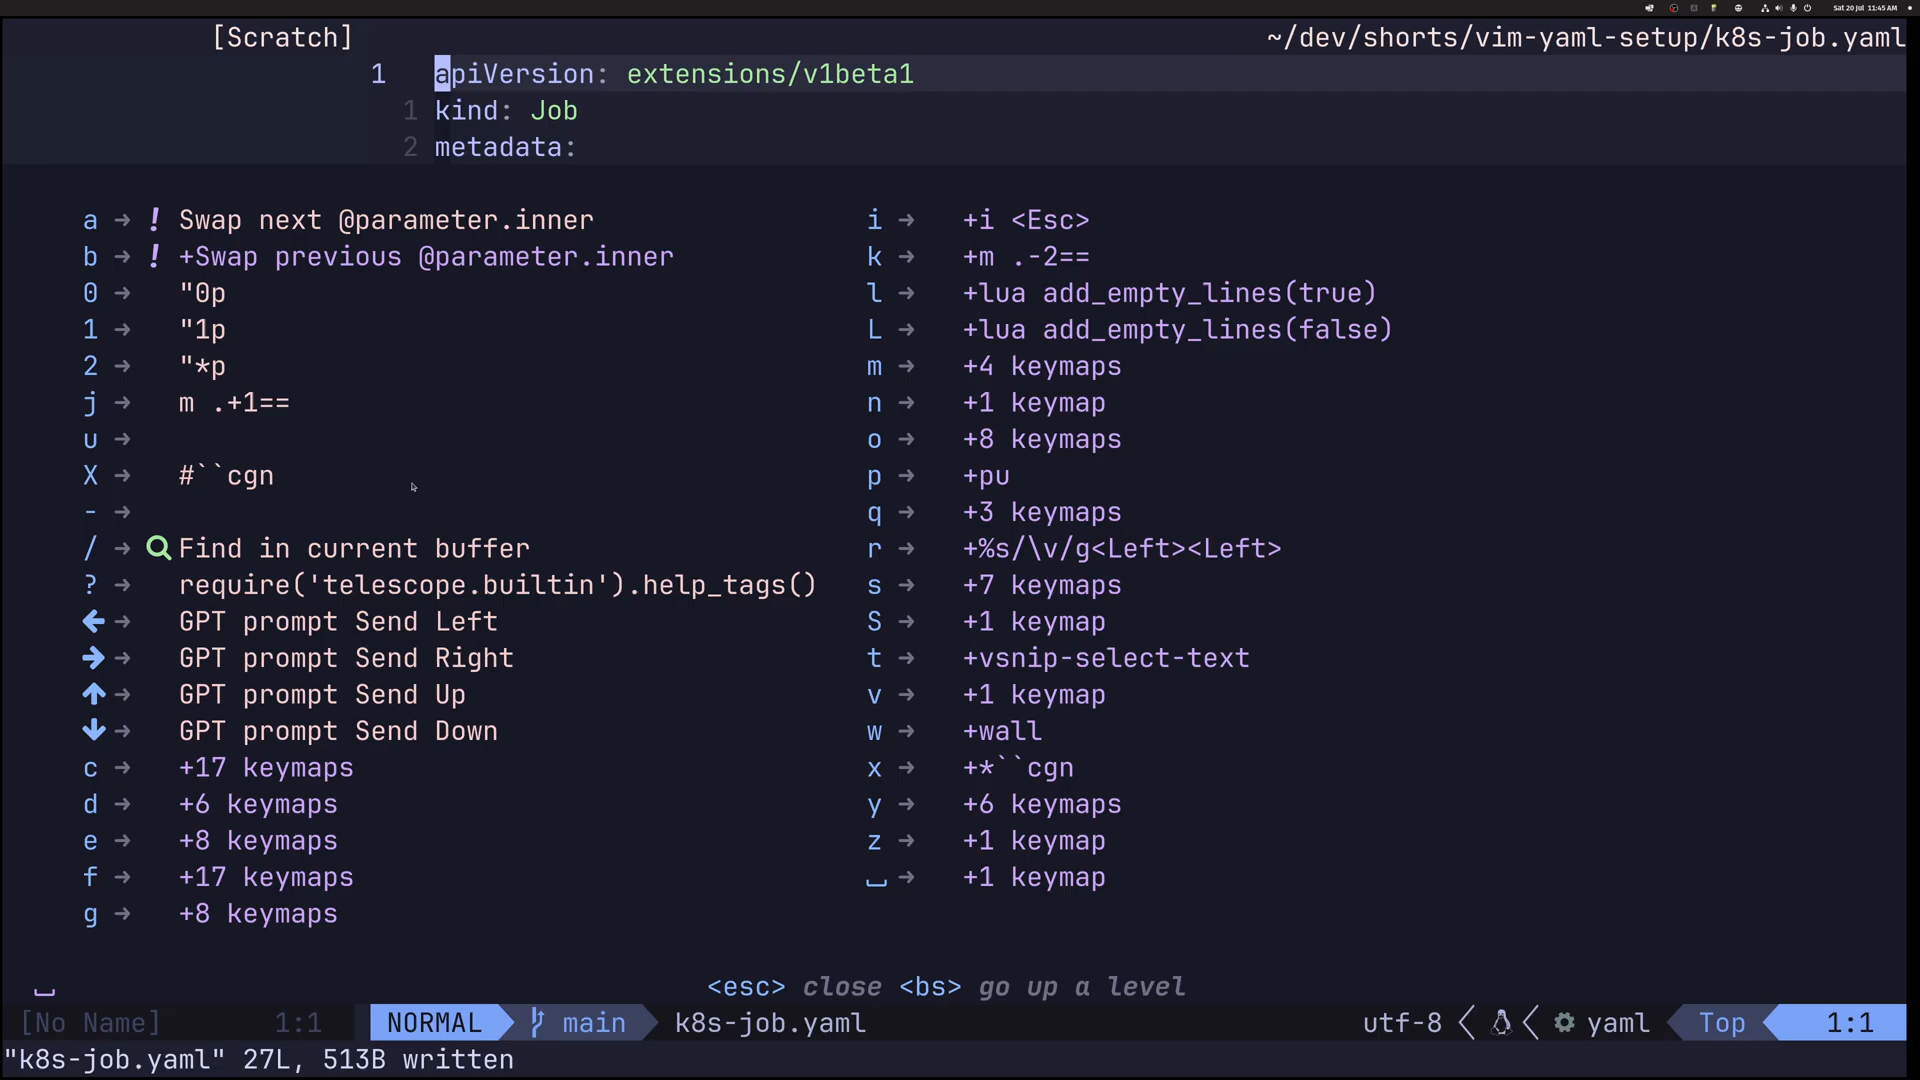 Sat 20 Jul 11:45 AM
[Scratch]
~/dev/shorts/vim-yaml-setup/k8s-job.yaml
1 apiVersion: extensions/v1beta1
1 kind: Job
2 metadata:
a → ! Swap next @parameter.inner
b → ! +Swap previous @parameter.inner
0 → "0p
1 → "1p
2 → "*p
j → m .+1==
u →
X → #``cgn
- →
/ → Find in current buffer
? → require('telescope.builtin').help_tags()
← → GPT prompt Send Left
→ → GPT prompt Send Right
↑ → GPT prompt Send Up
↓ → GPT prompt Send Down
c → +17 keymaps
d → +6 keymaps
e → +8 keymaps
f → +17 keymaps
g → +8 keymaps
i → +i <Esc>
k → +m .-2==
l → +lua add_empty_lines(true)
L → +lua add_empty_lines(false)
m → +4 keymaps
n → +1 keymap
o → +8 keymaps
p → +pu
q → +3 keymaps
r → +%s/\v/g<Left><Left>
s → +7 keymaps
S → +1 keymap
t → +vsnip-select-text
v → +1 keymap
w → +wall
x → +*``cgn
y → +6 keymaps
z → +1 keymap
␣ → +1 keymap
␣ <esc> close <bs> go up a level
[No Name] 1:1 NORMAL main k8s-job.yaml utf-8 yaml Top 1:1
"k8s-job.yaml" 27L, 513B written